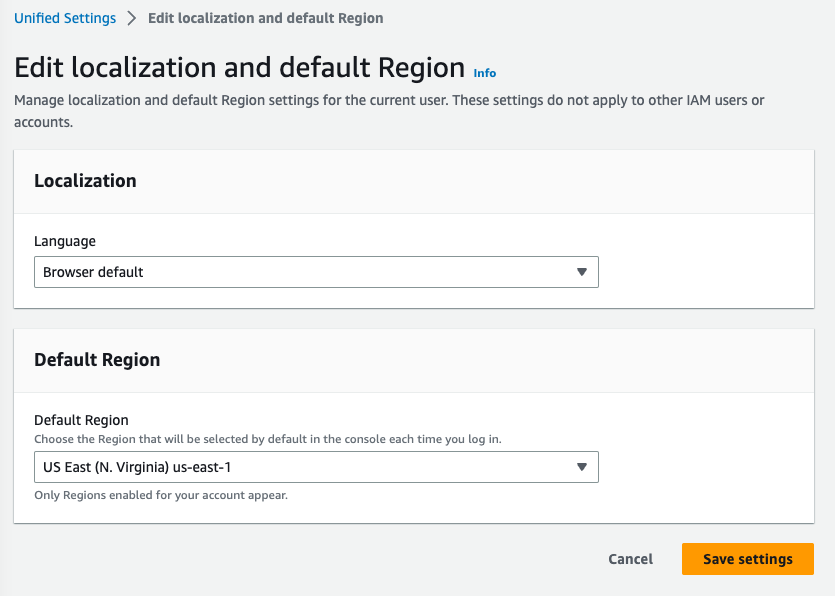 Unified Settings > Edit localization and default Region
Edit localization and default Region Info
Manage localization and default Region settings for the current user. These settings do not apply to other IAM users or
accounts.
Localization
Language
Browser default
Default Region
Default Region
Choose the Region that will be selected by default in the console each time you log in.
US East (N. Virginia) us-east-1
Only Regions enabled for your account appear.
Cancel Save settings